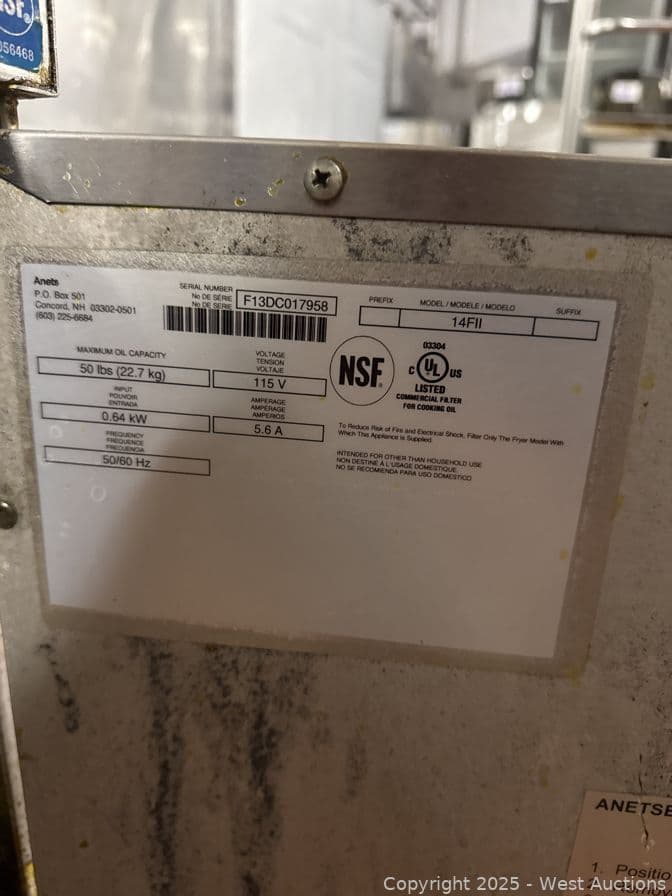 056468
Anets
P.O. Box 501
Concord, NH 03302-0501
(603) 225-6684
SERIAL NUMBER
No DE SÉRIE
No DE SERIE
F13DC017958
PREFIX
MODEL / MODELE / MODELO
SUFFIX
14FII
MAXIMUM OIL CAPACITY
50 lbs (22.7 kg)
VOLTAGE
TENSION
VOLTAJE
115 V
INPUT
POUVOIR
ENTRADA
0.64 kW
AMPERAGE
AMPÉRAGE
AMPERIOS
5.6 A
FREQUENCY
FREQUENCE
FRECUENCIA
50/60 Hz
NSF®
03304
C UL US
LISTED
COMMERCIAL FILTER
FOR COOKING OIL
To Reduce Risk of Fire and Electrical Shock, Filter Only The Fryer Model With
Which This Appliance is Supplied.
INTENDED FOR OTHER THAN HOUSEHOLD USE
NON DESTINÉ À L'USAGE DOMESTIQUE.
NO SE RECOMIENDA PARA USO DOMESTICO
ANETSE
1. Positio
Copyright 2025 - West Auctions